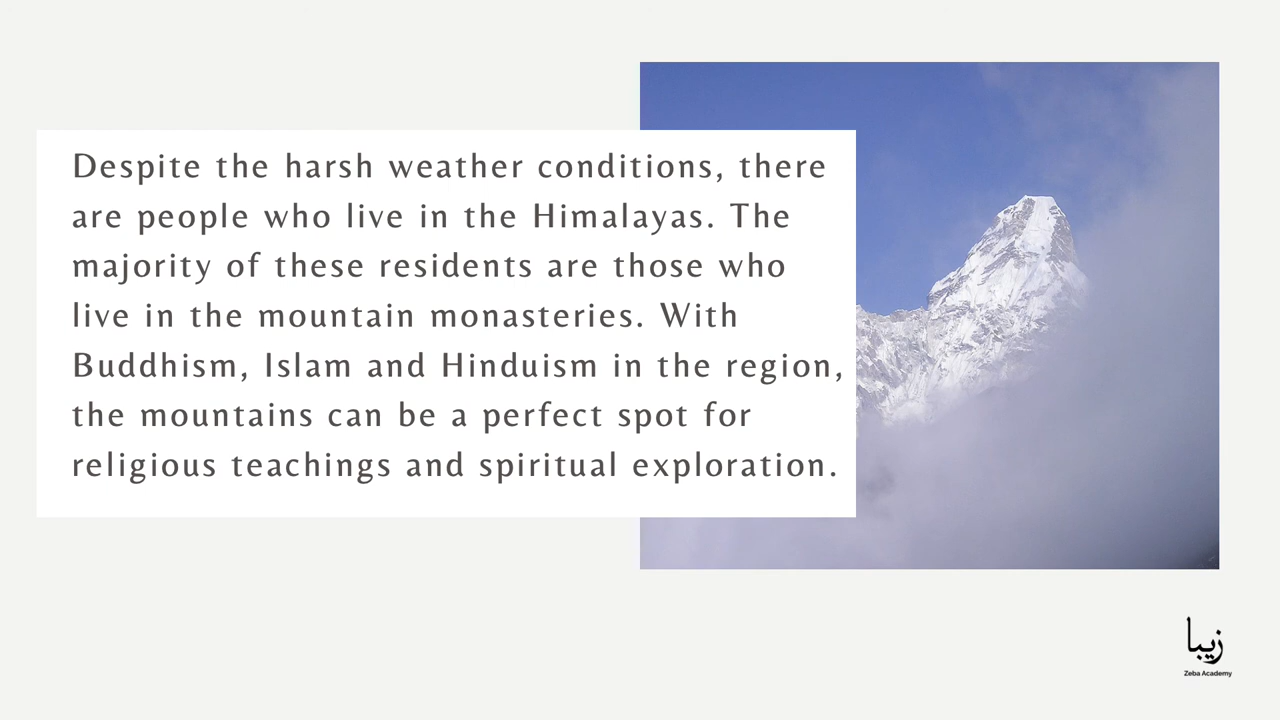 Despite the harsh weather conditions, there
are people who live in the Himalayas. The
majority of these residents are those who
live in the mountain monasteries. With
Buddhism, Islam and Hinduism in the region,
the mountains can be a perfect spot for
religious teachings and spiritual exploration.
زیبا
Zeba Academy